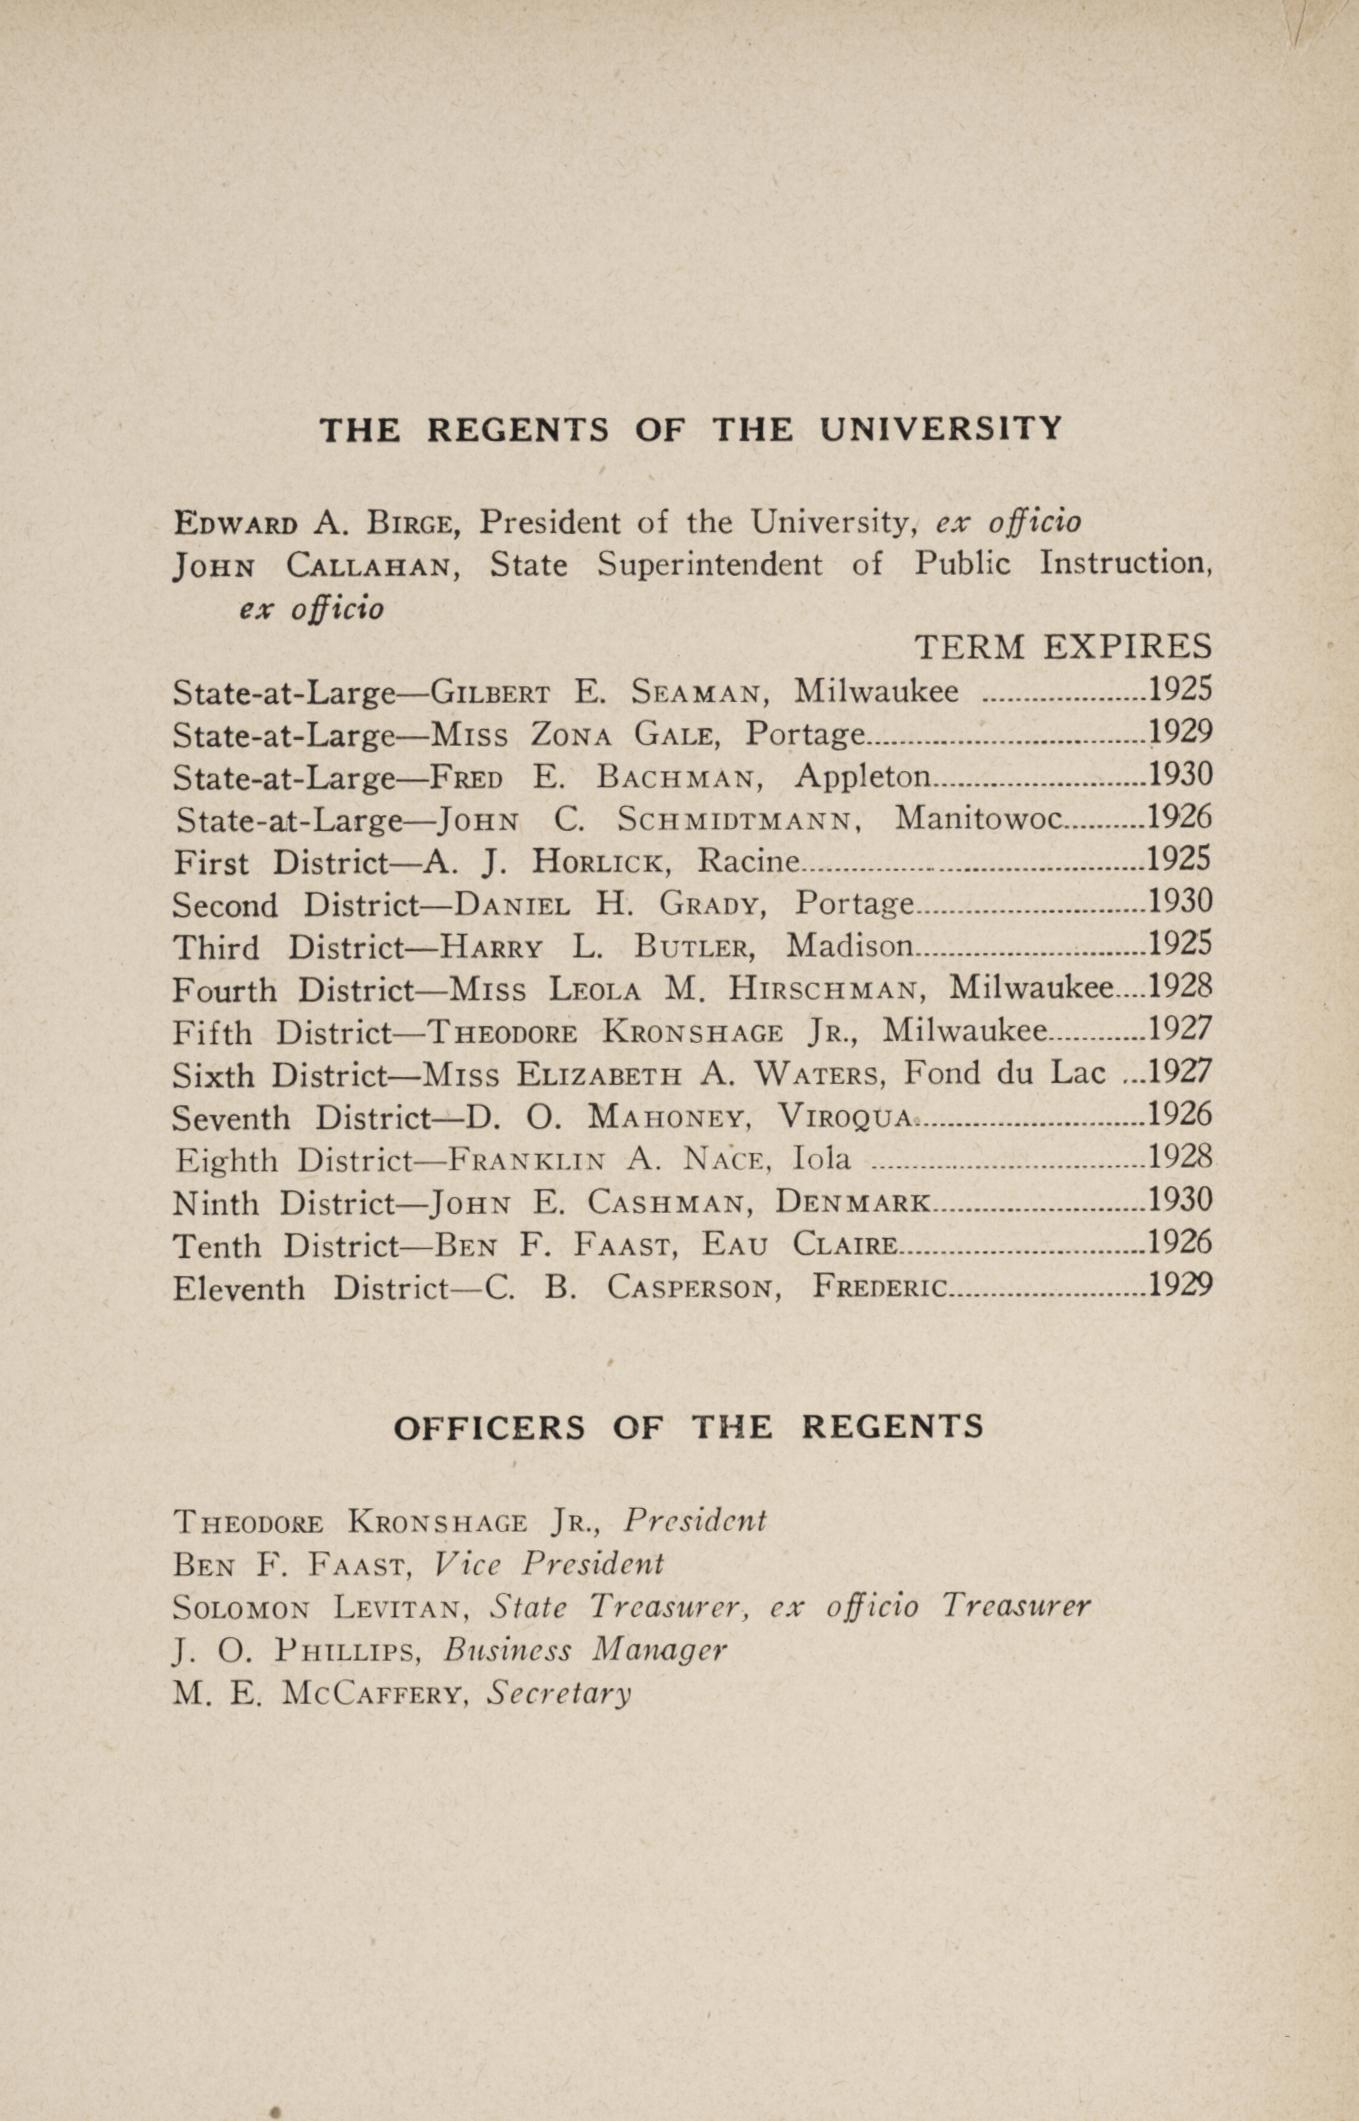 THE REGENTS OF THE UNIVERSITY
EDWARD A. BIRGE, President of the University, ex officio
JOHN CALLAHAN, State Superintendent of Public Instruction,
ex officio
TERM EXPIRES
State-at-Large—GILBERT E. SEAMAN, Milwaukee ....................1925
State-at-Large—MISS ZONA GALE, Portage..................................1929
State-at-Large—FRED E. BACHMAN, Appleton..........................1930
State-at-Large—JOHN C. SCHMIDTMANN, Manitowoc..........1926
First District—A. J. HORLICK, Racine..........................................1925
Second District—DANIEL H. GRADY, Portage............................1930
Third District—HARRY L. BUTLER, Madison............................1925
Fourth District—MISS LEOLA M. HIRSCHMAN, Milwaukee....1928
Fifth District—THEODORE KRONSHAGE JR., Milwaukee............1927
Sixth District—MISS ELIZABETH A. WATERS, Fond du Lac ...1927
Seventh District—D. O. MAHONEY, VIROQUA............................1926
Eighth District—FRANKLIN A. NACE, Iola .................................1928
Ninth District—JOHN E. CASHMAN, DENMARK..........................1930
Tenth District—BEN F. FAAST, EAU CLAIRE..............................1926
Eleventh District—C. B. CASPERSON, FREDERIC........................1929
OFFICERS OF THE REGENTS
THEODORE KRONSHAGE JR., President
BEN F. FAAST, Vice President
SOLOMON LEVITAN, State Treasurer, ex officio Treasurer
J. O. PHILLIPS, Business Manager
M. E. MCCAFFERY, Secretary